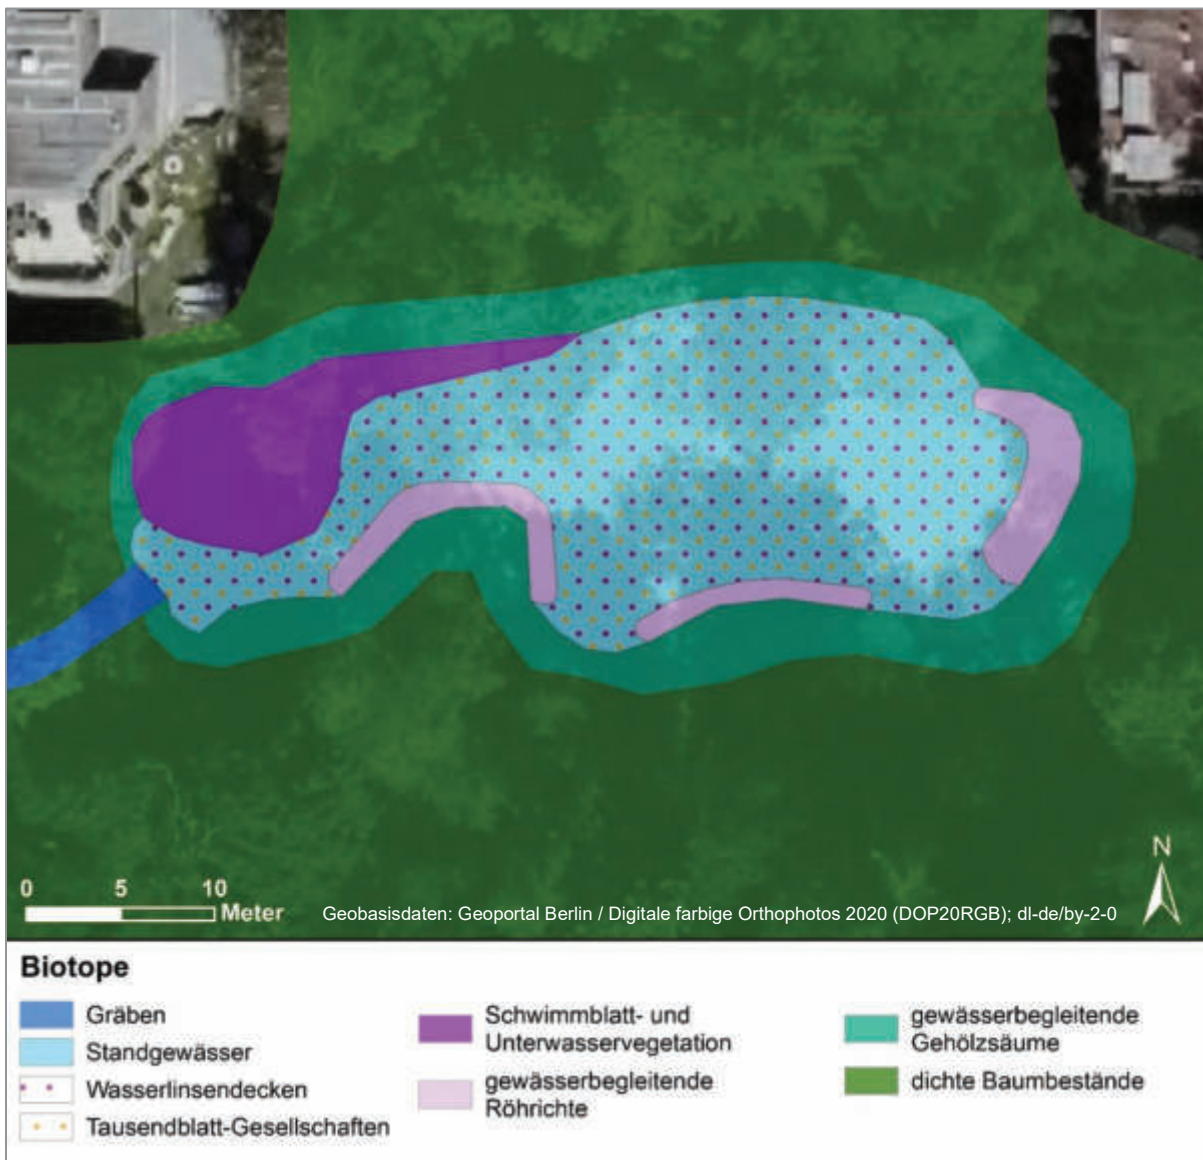 N
0 5 10
Meter
Geobasisdaten: Geoportal Berlin / Digitale farbige Orthophotos 2020 (DOP20RGB); dl-de/by-2-0
Biotope
Gräben
Standgewässer
Wasserlinsendecken
Tausendblatt-Gesellschaften
Schwimmblatt- und
Unterwasservegetation
gewässerbegleitende
Röhrichte
gewässerbegleitende
Gehölzsäume
dichte Baumbestände